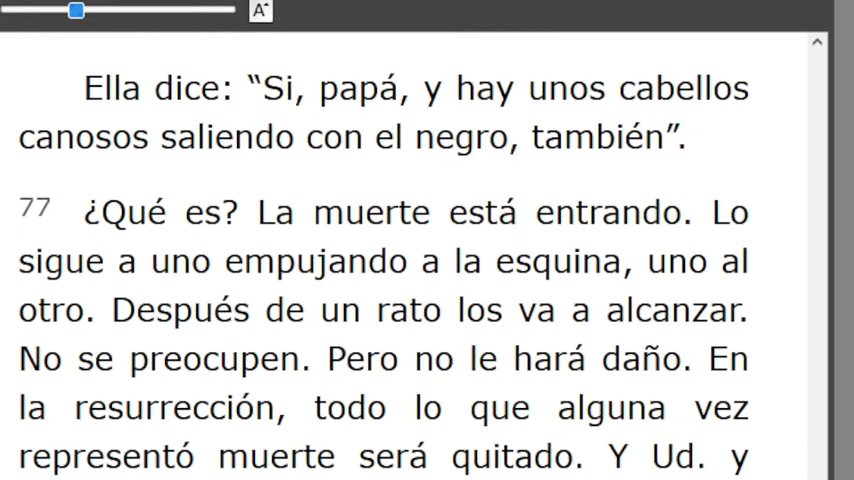 A
Ella dice: “Si, papá, y hay unos cabellos
canosos saliendo con el negro, también”.
77 ¿Qué es? La muerte está entrando. Lo
sigue a uno empujando a la esquina, uno al
otro. Después de un rato los va a alcanzar.
No se preocupen. Pero no le hará daño. En
la resurrección, todo lo que alguna vez
representó muerte será quitado. Y Ud. y